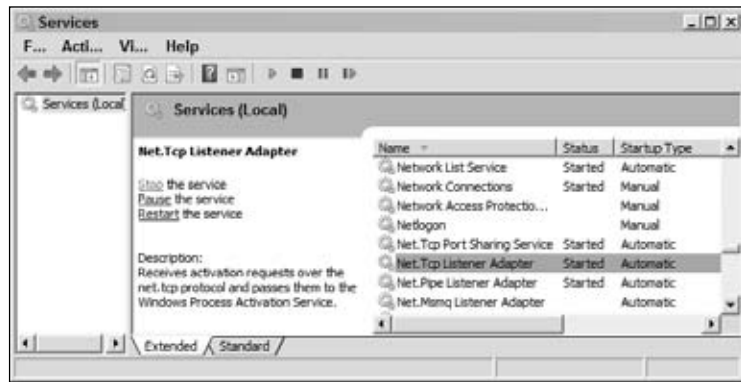 Services
F... Acti... Vi... Help
Services (Local
Services (Local)
Net.Tcp Listener Adapter
Stop the service
Pause the service
Restart the service
Description:
Receives activation requests over the
net.tcp protocol and passes them to the
Windows Process Activation Service.
Name Status Startup Type
Network List Service Started Automatic
Network Connections Started Manual
Network Access Protectio... Manual
Netlogon Manual
Net.Tcp Port Sharing Service Started Automatic
Net.Tcp Listener Adapter Started Automatic
Net.Pipe Listener Adapter Started Automatic
Net.Msmq Listener Adapter Automatic
Extended Standard